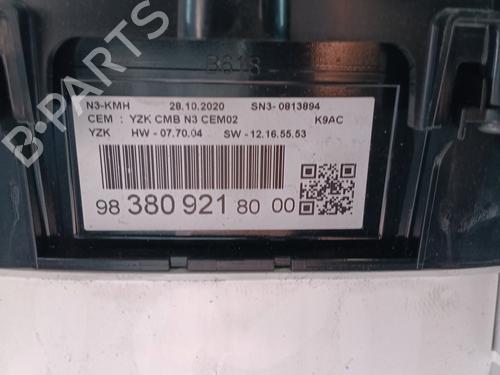 B618
N3-KMH 28.10.2020 SN3- 0813894
CEM : YZK CMB N3 CEM02 K9AC
YZK HW - 07.70.04 SW - 12.16.55.53
98 380 921 80 00
B-PARTS